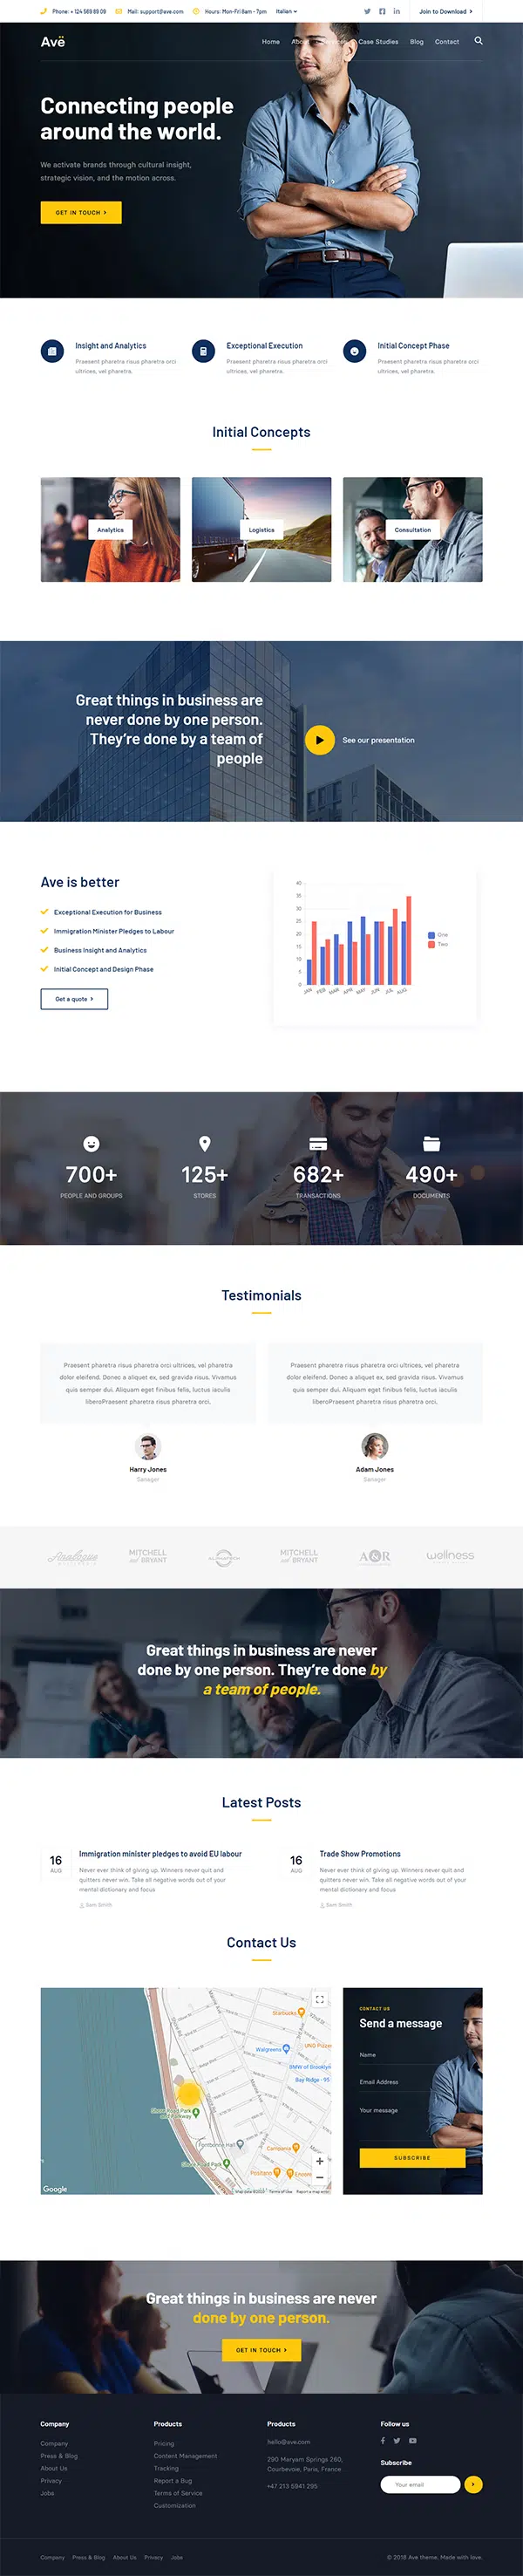 Phone: + 124 569 89 09 Mail: support@ave.com Hours: Mon-Fri 8am - 7pm Italian Join to Download
Avë
Home
Case Studies Blog Contact
Connecting people
around the world.
We activate brands through cultural insight,
strategic vision, and the motion across.
GET IN TOUCH
Insight and Analytics
Praesent pharetra risus pharetra orci
ultrices, vel pharetra.
Exceptional Execution
Praesent pharetra risus pharetra orci
ultrices, vel pharetra.
Initial Concept Phase
Praesent pharetra risus pharetra orci
ultrices, vel pharetra.
Initial Concepts
Analytics
Logistics
Consultation
Great things in business are
never done by one person.
They're done by a team of
people
See our presentation
Ave is better
Exceptional Execution for Business
Immigration Minister Pledges to Labour
Business Insight and Analytics
Initial Concept and Design Phase
Get a quote
40
35
30
25
20
15
10
5
0
JAN FEB MAR APR MAY JUN JUL AUG
One
Two
700+
PEOPLE AND GROUPS
125+
STORES
682+
TRANSACTIONS
490+
DOCUMENTS
Testimonials
Praesent pharetra risus pharetra orci ultrices, vel pharetra
dolor eleifend. Donec a aliquet ex, sed gravida risus. Vivamus
quis semper dui. Aliquam eget finibus felis, luctus iaculis
liberoPraesent pharetra risus pharetra orci.
Harry Jones
Sanager
Praesent pharetra risus pharetra orci ultrices, vel pharetra
dolor eleifend. Donec a aliquet ex, sed gravida risus. Vivamus
quis semper dui. Aliquam eget finibus felis, luctus iaculis
liberoPraesent pharetra risus pharetra orci.
Adam Jones
Sanager
Analogue
MITCHELL
and BRYANT
ALPHATECH
MITCHELL
and BRYANT
A&R
wellness
Great things in business are never
done by one person. They're done by
a team of people.
Latest Posts
16
AUG
Immigration minister pledges to avoid EU labour
Never ever think of giving up. Winners never quit and
quitters never win. Take all negative words out of your
mental dictionary and focus
Sam Smith
16
AUG
Trade Show Promotions
Never ever think of giving up. Winners never quit and
quitters never win. Take all negative words out of your
mental dictionary and focus
Sam Smith
Contact Us
Starbucks
92nd St
Walgreens
BMW of Brooklyn
Bay Ridge - 95
Shore Road Park
and Parkway
Fontbonne Hall
Road Park
Google
Terms of Use
Report a map error
CONTACT US
Send a message
Name
Email Address
Your message
SUBSCRIBE
Great things in business are never
done by one person.
GET IN TOUCH
Company
Company
Press & Blog
About Us
Privacy
Jobs
Products
Pricing
Content Management
Tracking
Report a Bug
Terms of Service
Customization
Products
hello@ave.com
290 Maryam Springs 260,
Courbevoie, Paris, France
+47 213 5941 295
Follow us
Subscribe
Your email
Company Press & Blog About Us Privacy Jobs
© 2018 Ave theme. Made with love.